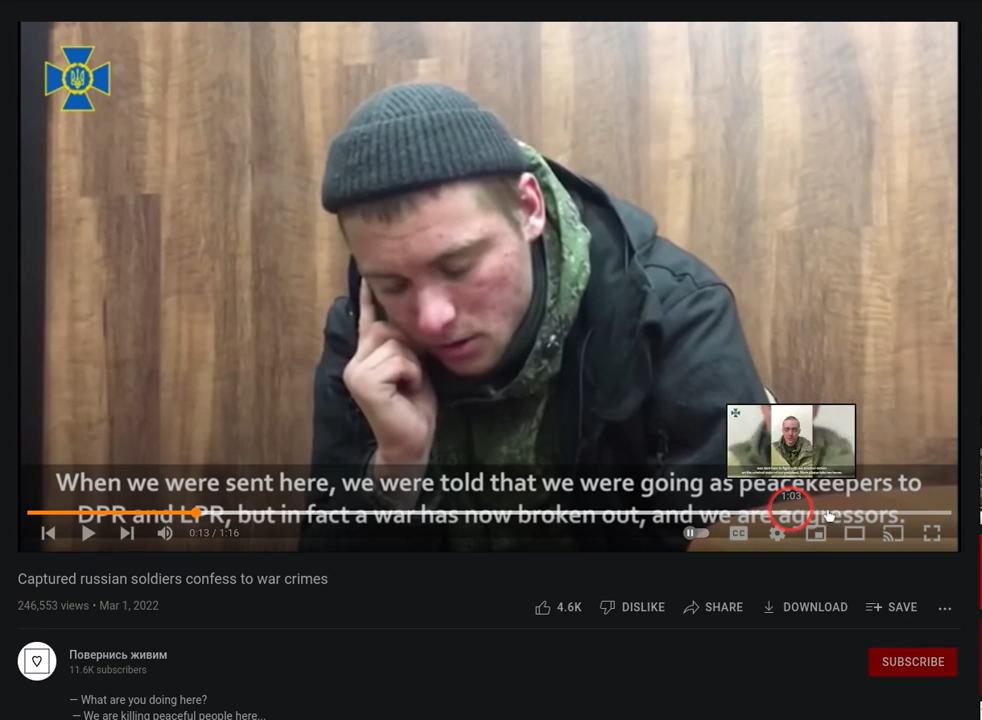 When we were sent here, we were told that we were going as peacekeepers to
DPR and LPR, but in fact a war has now broken out, and we are aggressors.
1:03
0:13 / 1:16
CC
Captured russian soldiers confess to war crimes
246,553 views • Mar 1, 2022
4.6K DISLIKE SHARE DOWNLOAD SAVE ...
Повернись живим
11.6K subscribers
SUBSCRIBE
— What are you doing here?
— We are killing peaceful people here...